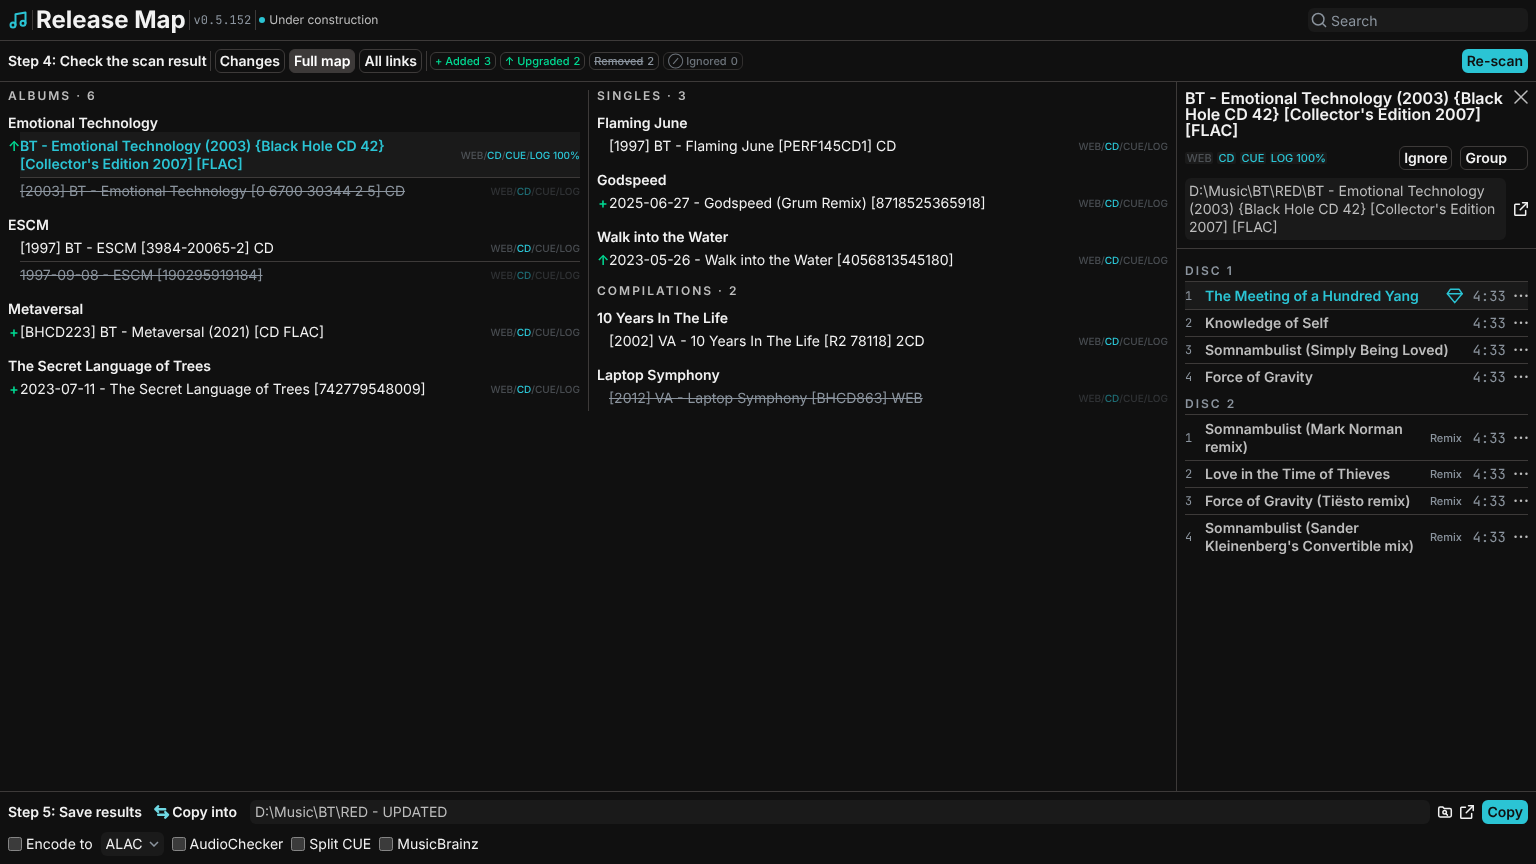 Release Map v0.5.152 Under construction Search
Step 4: Check the scan result Changes Full map All links + Added 3 ↑ Upgraded 2 Removed 2 Ignored 0 Re-scan
ALBUMS · 6
Emotional Technology
↑BT - Emotional Technology (2003) {Black Hole CD 42}
[Collector's Edition 2007] [FLAC]
WEB/CD/CUE/LOG 100%
[2003] BT - Emotional Technology [0 6700 30344 2 5] CD WEB/CD/CUE/LOG
ESCM
[1997] BT - ESCM [3984-20065-2] CD WEB/CD/CUE/LOG
1997-09-08 - ESCM [190295919184] WEB/CD/CUE/LOG
Metaversal
+[BHCD223] BT - Metaversal (2021) [CD FLAC] WEB/CD/CUE/LOG
The Secret Language of Trees
+2023-07-11 - The Secret Language of Trees [742779548009] WEB/CD/CUE/LOG
SINGLES · 3
Flaming June
[1997] BT - Flaming June [PERF145CD1] CD WEB/CD/CUE/LOG
Godspeed
+2025-06-27 - Godspeed (Grum Remix) [8718525365918] WEB/CD/CUE/LOG
Walk into the Water
↑2023-05-26 - Walk into the Water [4056813545180] WEB/CD/CUE/LOG
COMPILATIONS · 2
10 Years In The Life
[2002] VA - 10 Years In The Life [R2 78118] 2CD WEB/CD/CUE/LOG
Laptop Symphony
[2012] VA - Laptop Symphony [BHCD863] WEB WEB/CD/CUE/LOG
BT - Emotional Technology (2003) {Black
Hole CD 42} [Collector's Edition 2007]
[FLAC]
WEB CD CUE LOG 100% Ignore Group
D:\Music\BT\RED\BT - Emotional Technology
(2003) {Black Hole CD 42} [Collector's Edition
2007] [FLAC]
DISC 1
1 The Meeting of a Hundred Yang 4:33 ···
2 Knowledge of Self 4:33 ···
3 Somnambulist (Simply Being Loved) 4:33 ···
4 Force of Gravity 4:33 ···
DISC 2
1 Somnambulist (Mark Norman
remix) Remix 4:33 ···
2 Love in the Time of Thieves Remix 4:33 ···
3 Force of Gravity (Tiësto remix) Remix 4:33 ···
4 Somnambulist (Sander
Kleinenberg's Convertible mix) Remix 4:33 ···
Step 5: Save results Copy into D:\Music\BT\RED - UPDATED Copy
Encode to ALAC AudioChecker Split CUE MusicBrainz